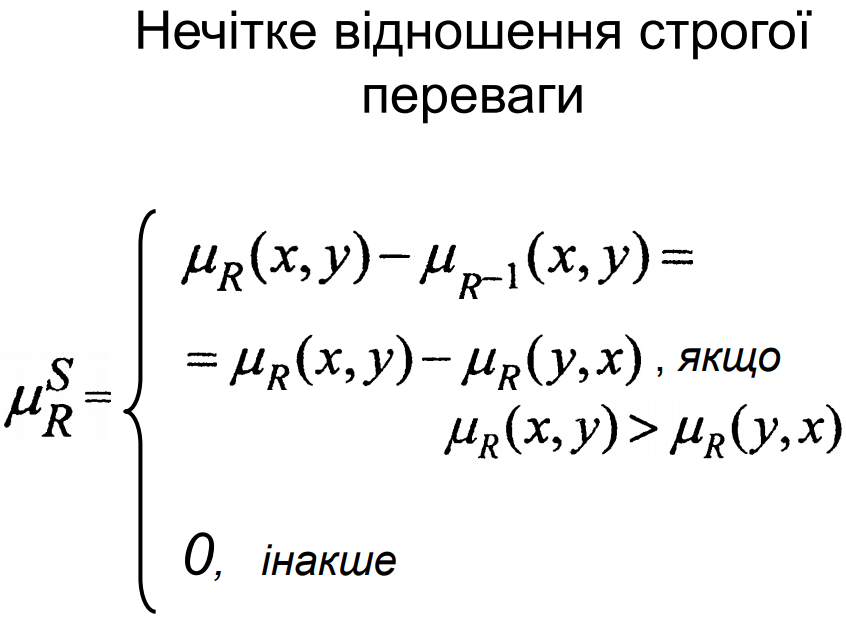 Нечітке відношення строгої
переваги
μ_R(x, y) − μ_{R−1}(x, y) =
= μ_R(x, y) − μ_R(y, x) , якщо
μ_R^S =
μ_R(x, y) > μ_R(y, x)
0, інакше